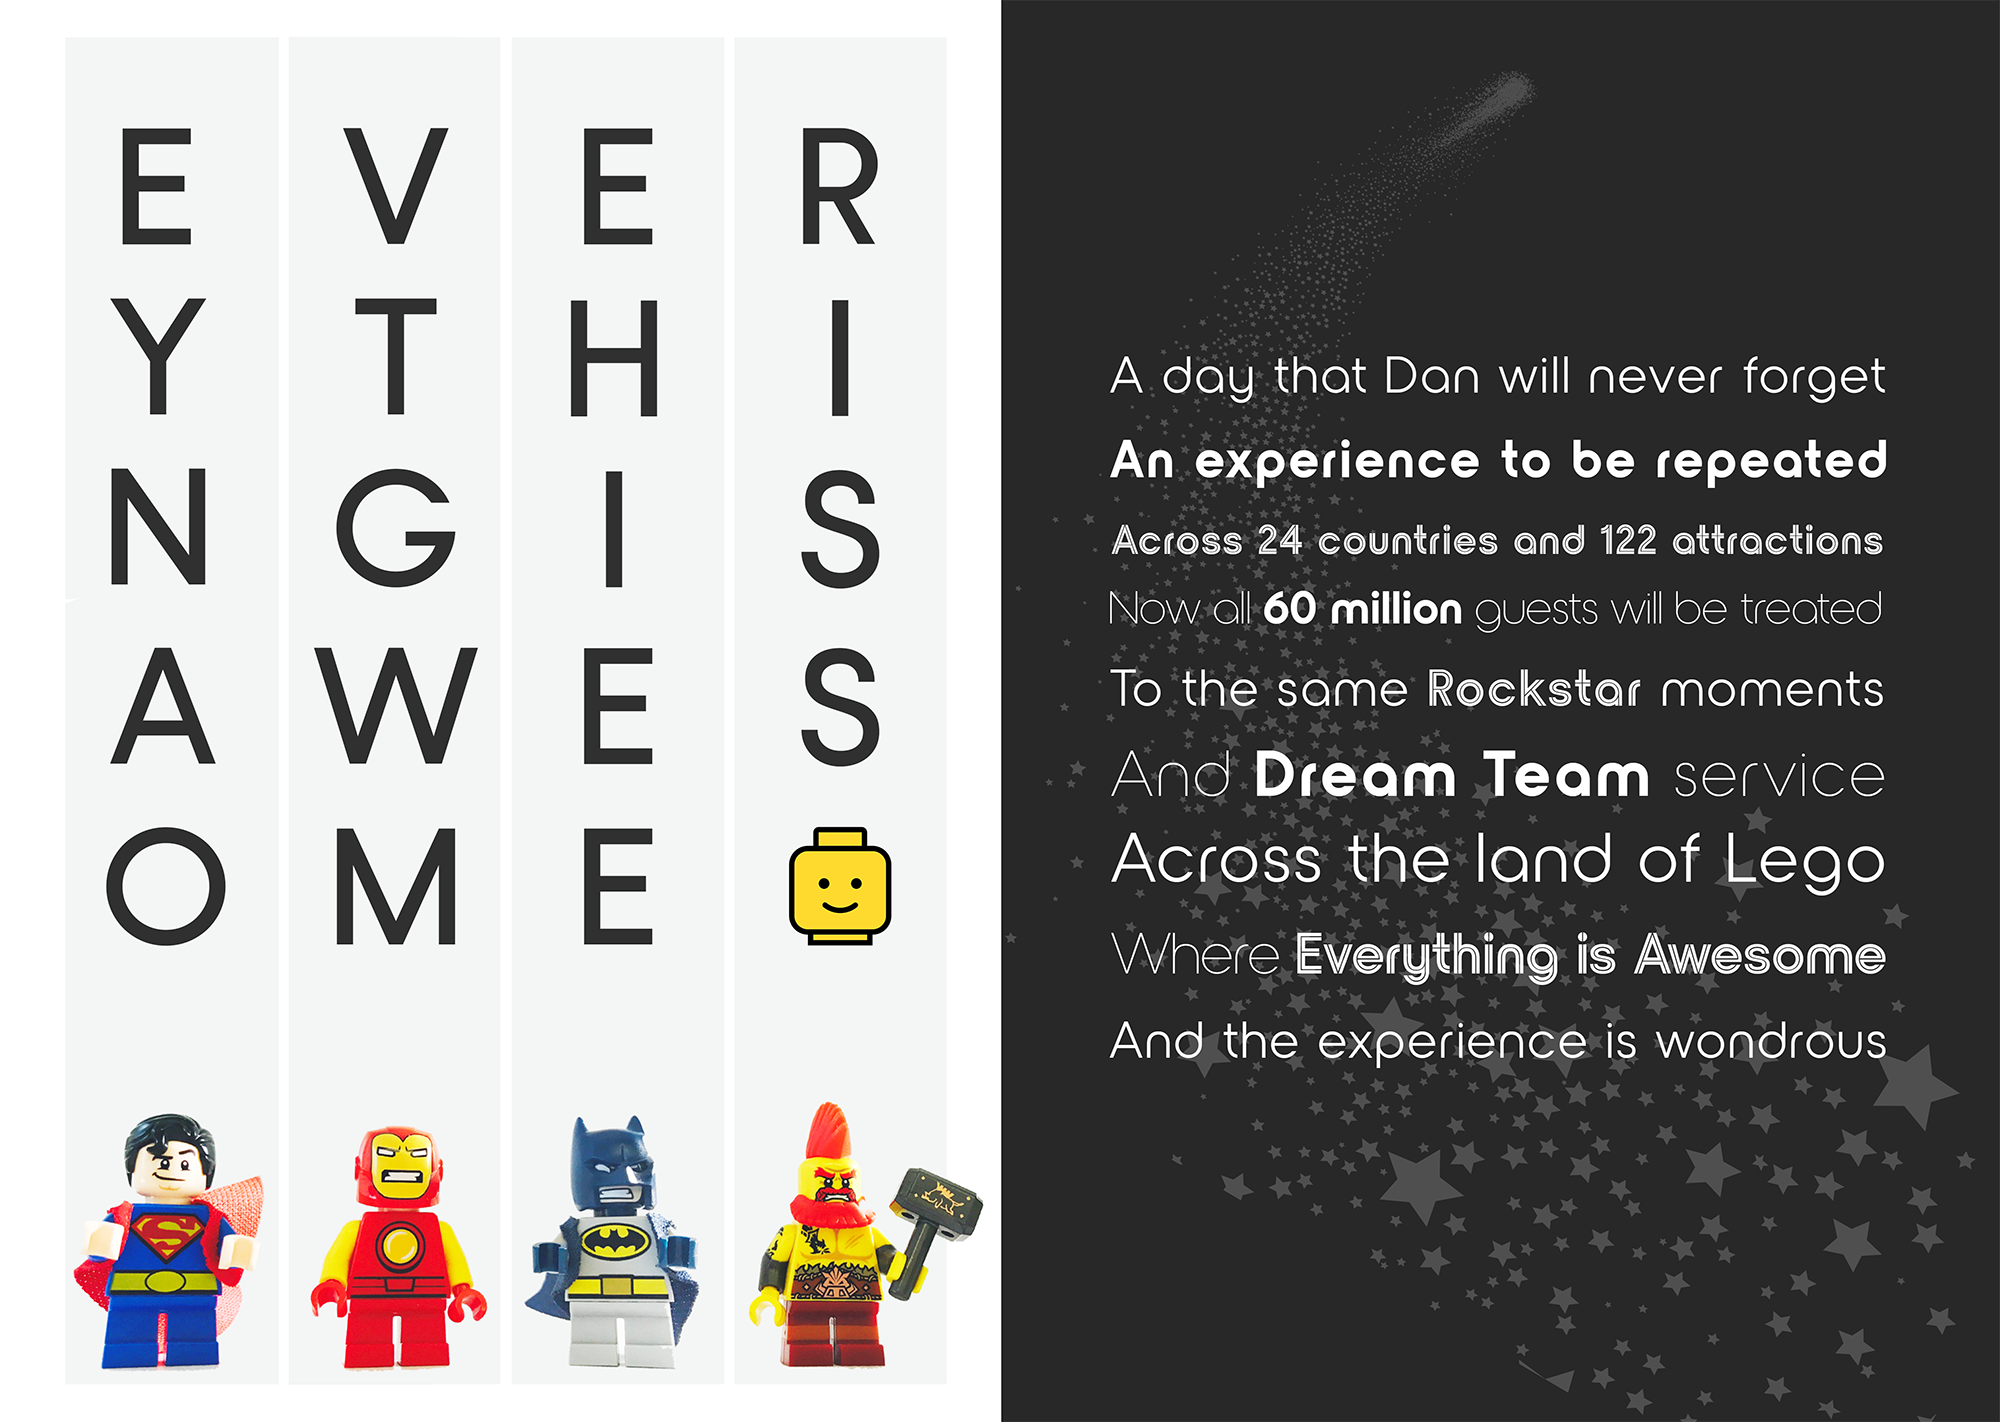 E V E R
Y T H I
N G I S
A W E S
O M E
A day that Dan will never forget
An experience to be repeated
Across 24 countries and 122 attractions
Now all 60 million guests will be treated
To the same Rockstar moments
And Dream Team service
Across the land of Lego
Where Everything is Awesome
And the experience is wondrous